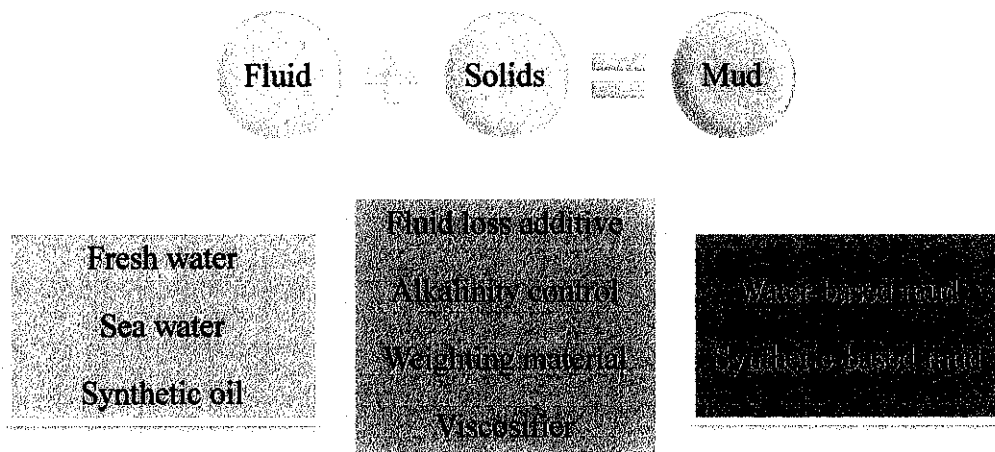 Fluid + Solids = Mud
Fresh water
Sea water
Synthetic oil
Fluid loss additive
Alkalinity control
Weighting material
Viscosifier
Water based mud
Synthetic based mud